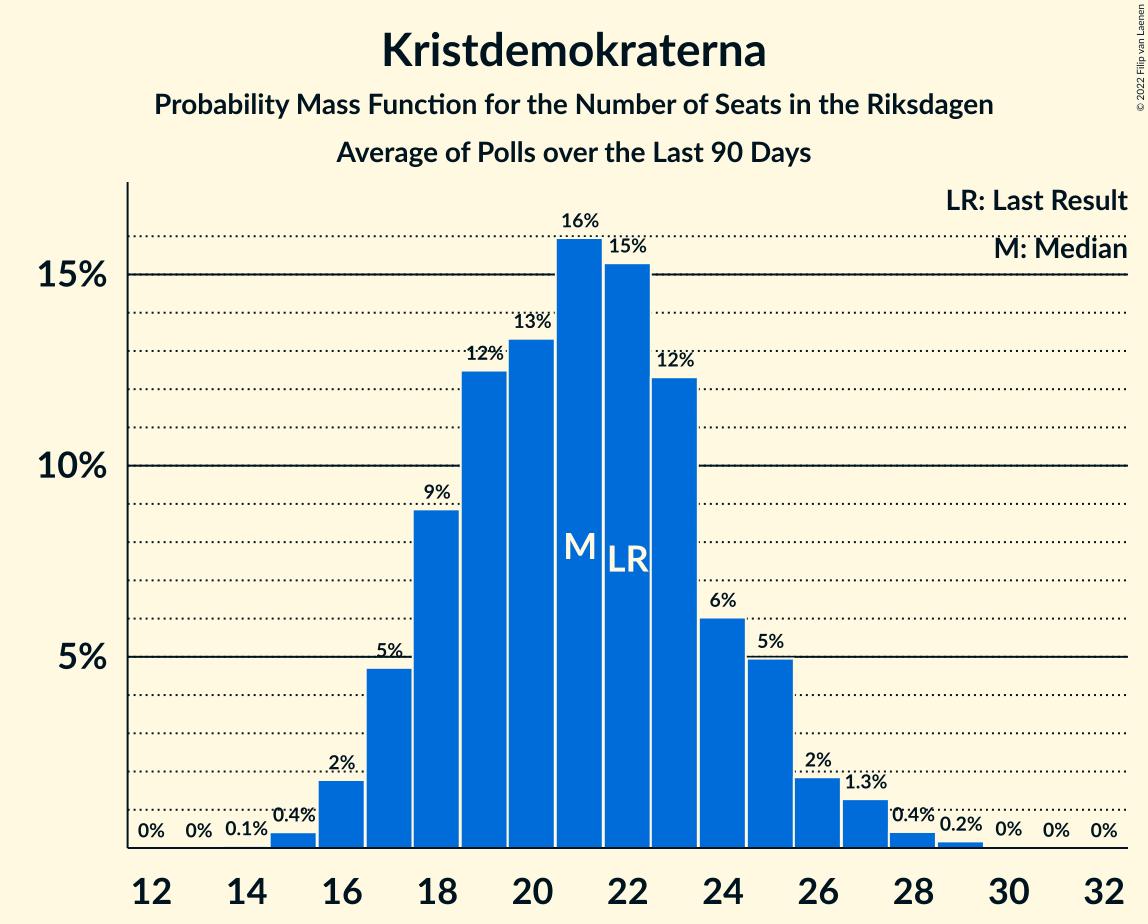 Kristdemokraterna
Probability Mass Function for the Number of Seats in the Riksdagen
Average of Polls over the Last 90 Days
© 2022 Filip van Laenen
LR: Last Result
M: Median
15%
10%
5%
0%
0%
0.1%
0.4%
2%
5%
9%
12%
13%
16%
15%
12%
6%
5%
2%
1.3%
0.4%
0.2%
0%
0%
0%
M
LR
12 14 16 18 20 22 24 26 28 30 32